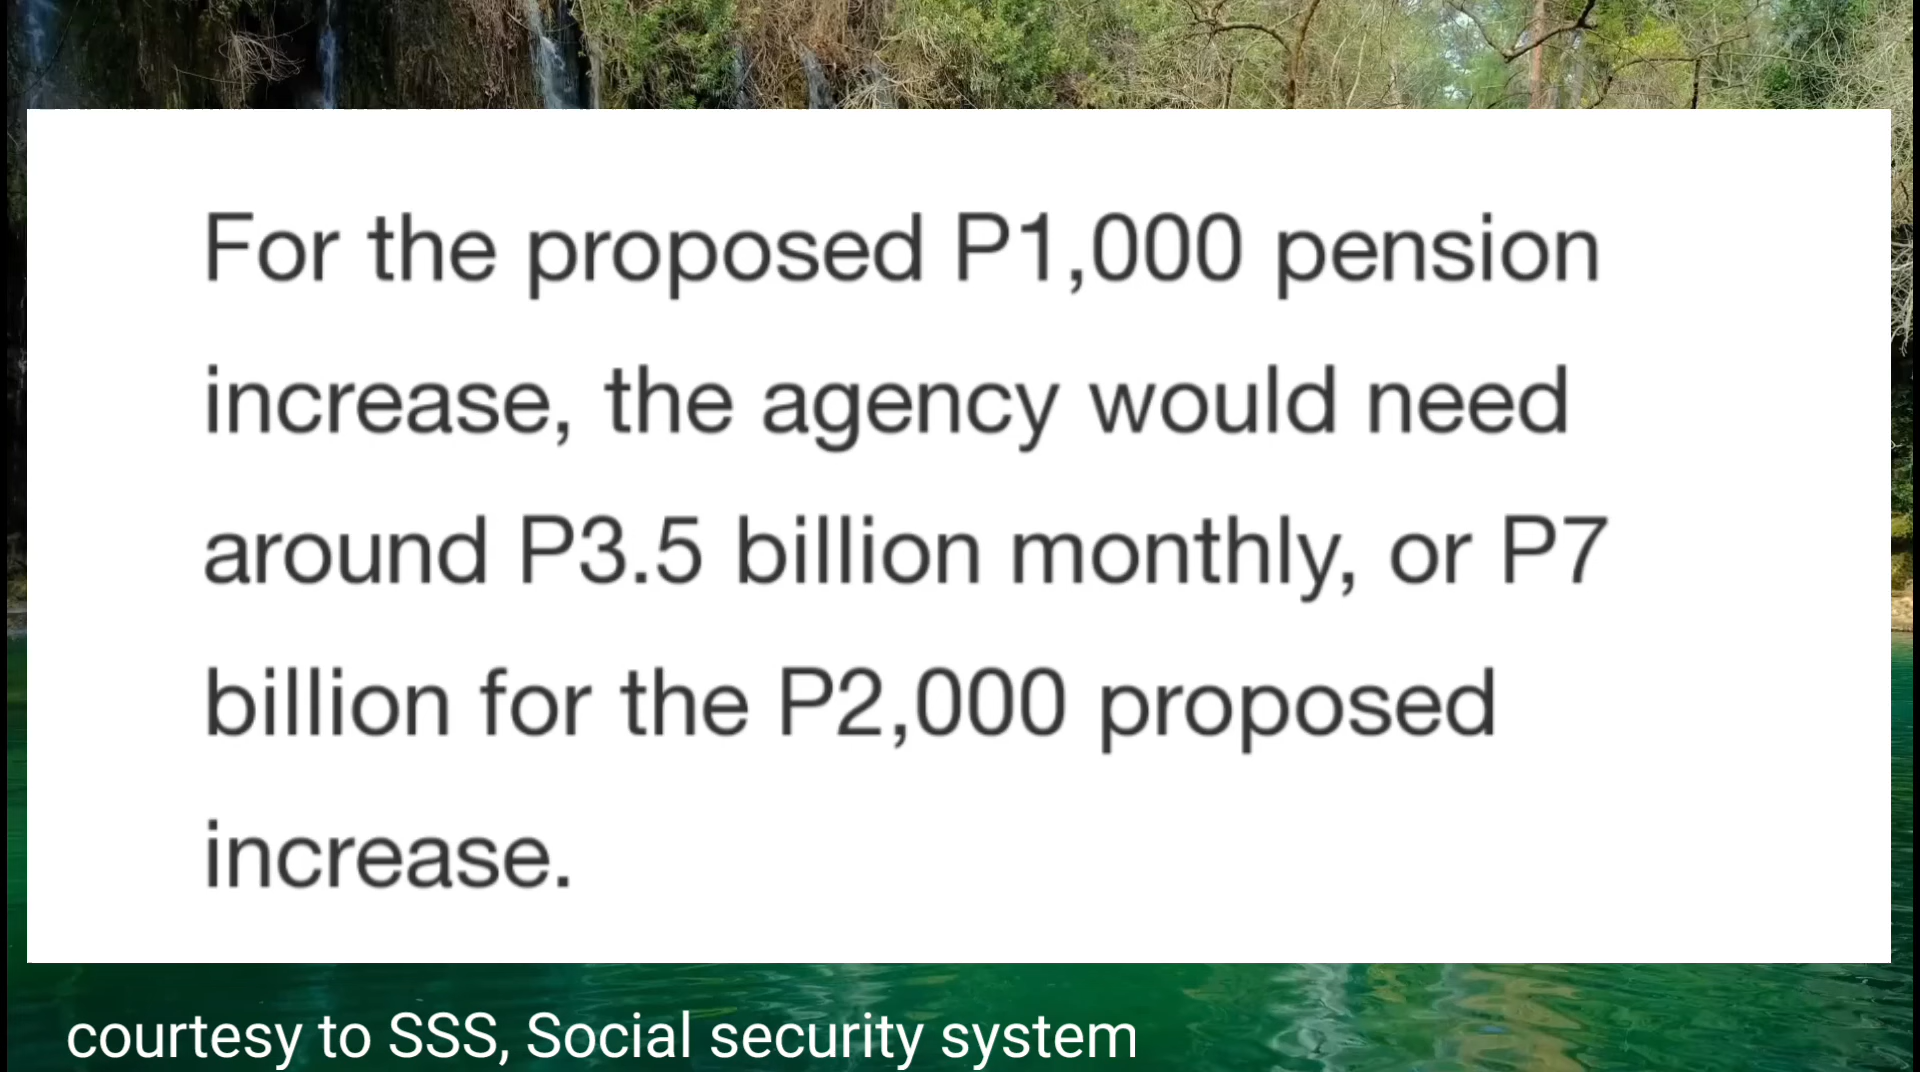 For the proposed P1,000 pension
increase, the agency would need
around P3.5 billion monthly, or P7
billion for the P2,000 proposed
increase.
courtesy to SSS, Social security system